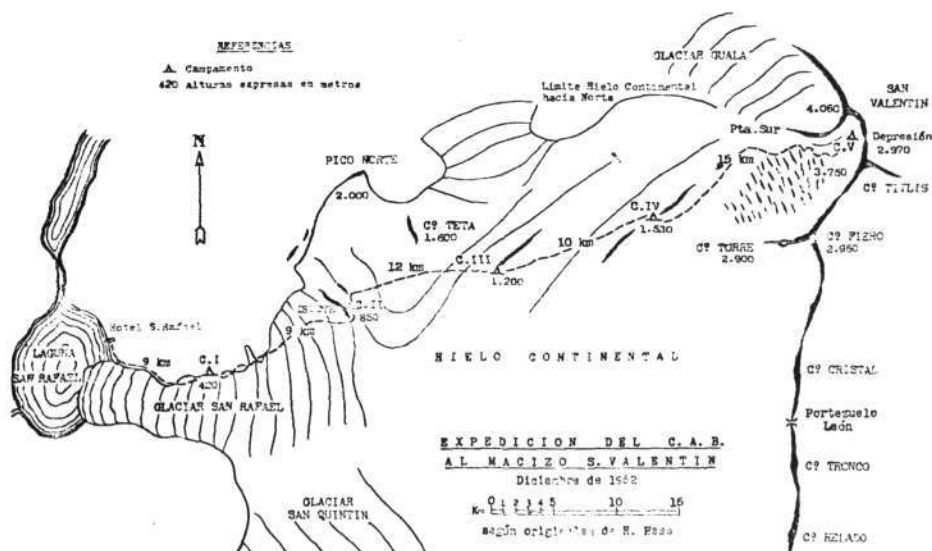 REFERENCIAS
Campamento
420 Alturas expresas en metros
N
GLACIAR GUALA
Limite Hielo Continental
hacia Norte
SAN
VALENTIN
4.060
Pta. Sur
Depresión
2.970
C.V
3.750
Cº TITLIS
15 km
PICO NORTE
2.000
Cº TETA
1.600
C.IV
1.530
10 km
Cº TORRE
2.900
Cº FIERO
2.950
12 km
C.III
1.200
C.II
850
9 km
Hotel S. Rafael
LAGUNA
SAN RAFAEL
9 km
C.I
420
GLACIAR SAN RAFAEL
HIELO CONTINENTAL
Cº CRISTAL
Portezuelo
León
Cº TRONCO
Cº HELADO
GLACIAR
SAN QUINTIN
EXPEDICION DEL C.A.B.
AL MACIZO S.VALENTIN
Diciembre de 1952
Km 0 1 2 3 4 5 10 15
según originales de H. Hess